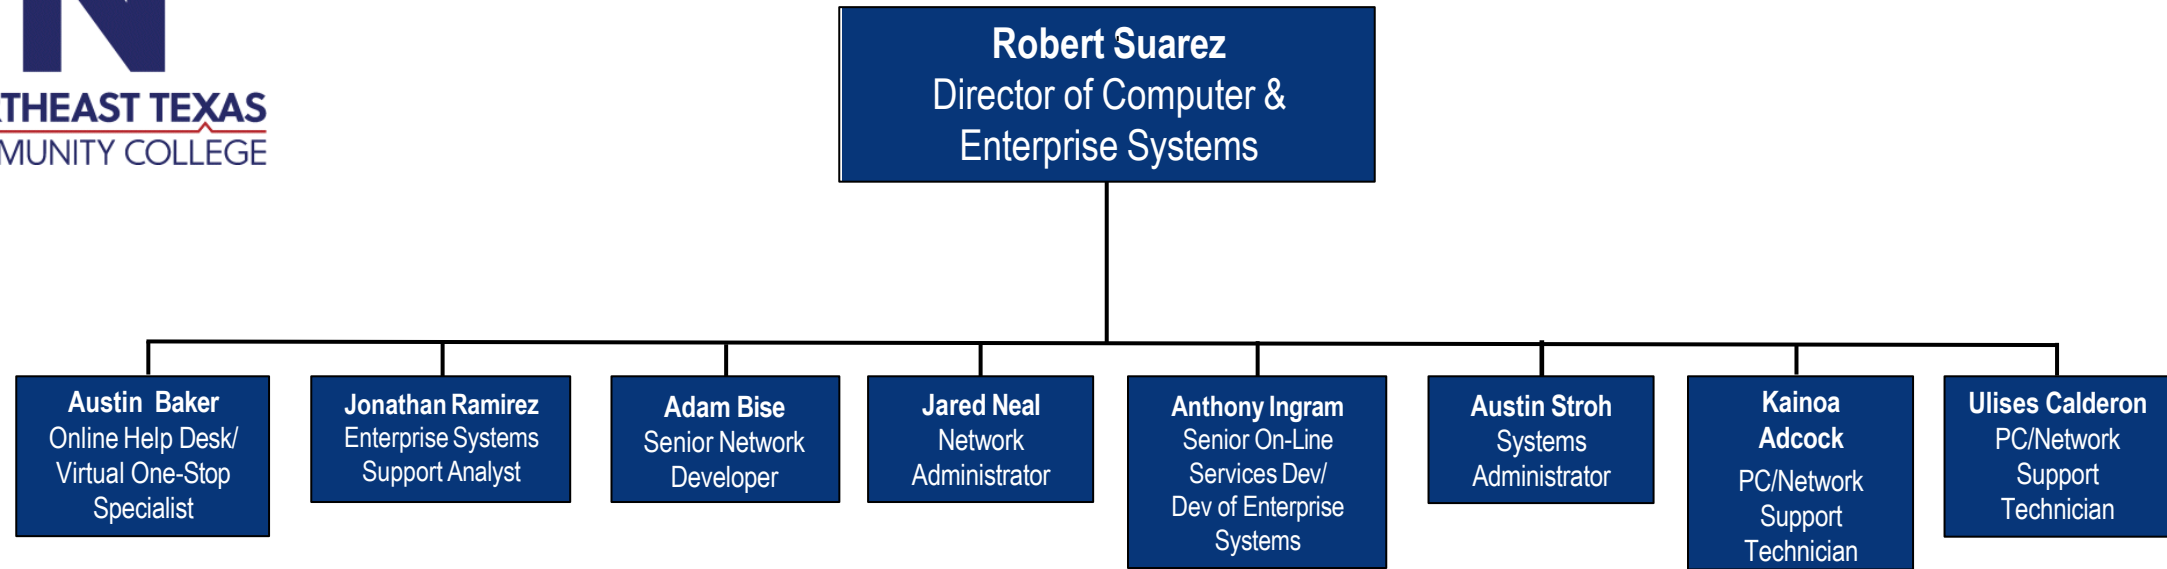 THEAST TEXAS
MUNITY COLLEGE
Robert Suarez
Director of Computer &
Enterprise Systems
Austin Baker
Online Help Desk/
Virtual One-Stop
Specialist
Jonathan Ramirez
Enterprise Systems
Support Analyst
Adam Bise
Senior Network
Developer
Jared Neal
Network
Administrator
Anthony Ingram
Senior On-Line
Services Dev/
Dev of Enterprise
Systems
Austin Stroh
Systems
Administrator
Kainoa
Adcock
PC/Network
Support
Technician
Ulises Calderon
PC/Network
Support
Technician